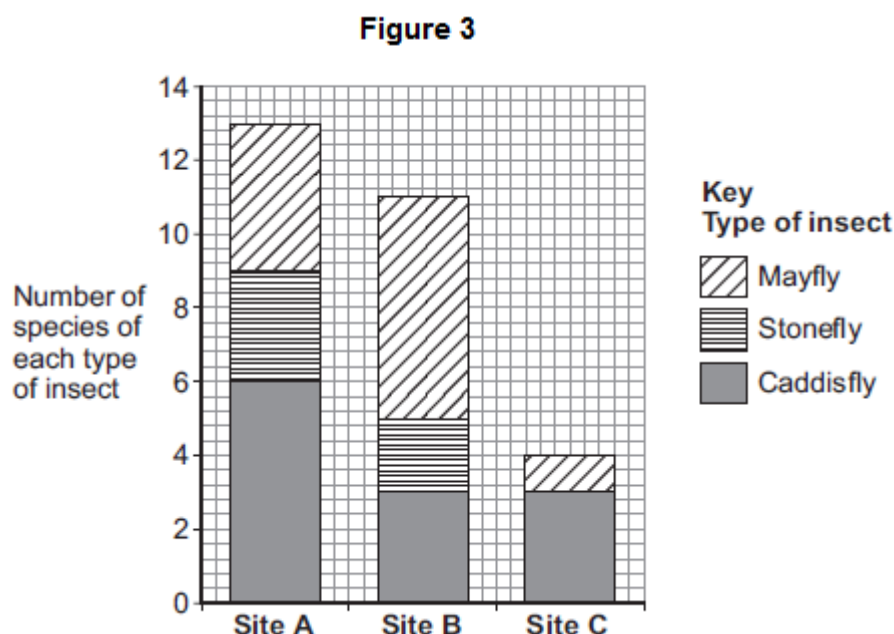 Figure 3
14
12
10
8
6
4
2
0
Number of
species of
each type
of insect
Site A
Site B
Site C
Key
Type of insect
Mayfly
Stonefly
Caddisfly